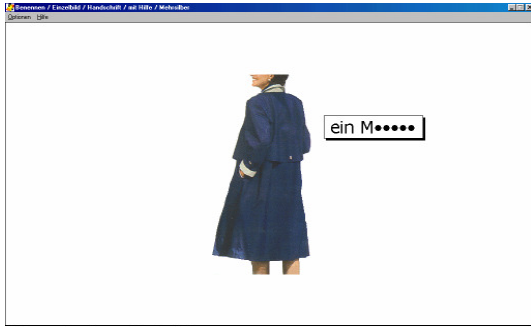 Benennen / Einzelbild / Handschrift / mit Hilfe / Mehrsilber
Optionen Hilfe
ein M•••••